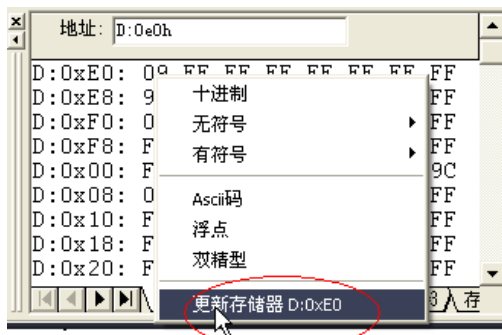 地址: D:0e0h
D:0xE0: 09 FF FF FF FF FF FF FF
D:0xE8: 9 FF
D:0xF0: 0 FF
D:0xF8: F FF
D:0x00: F 9C
D:0x08: 0 FF
D:0x10: F FF
D:0x18: F FF
D:0x20: F FF
十进制
无符号
有符号
Ascii码
浮点
双精型
更新存储器 D:0xE0
存